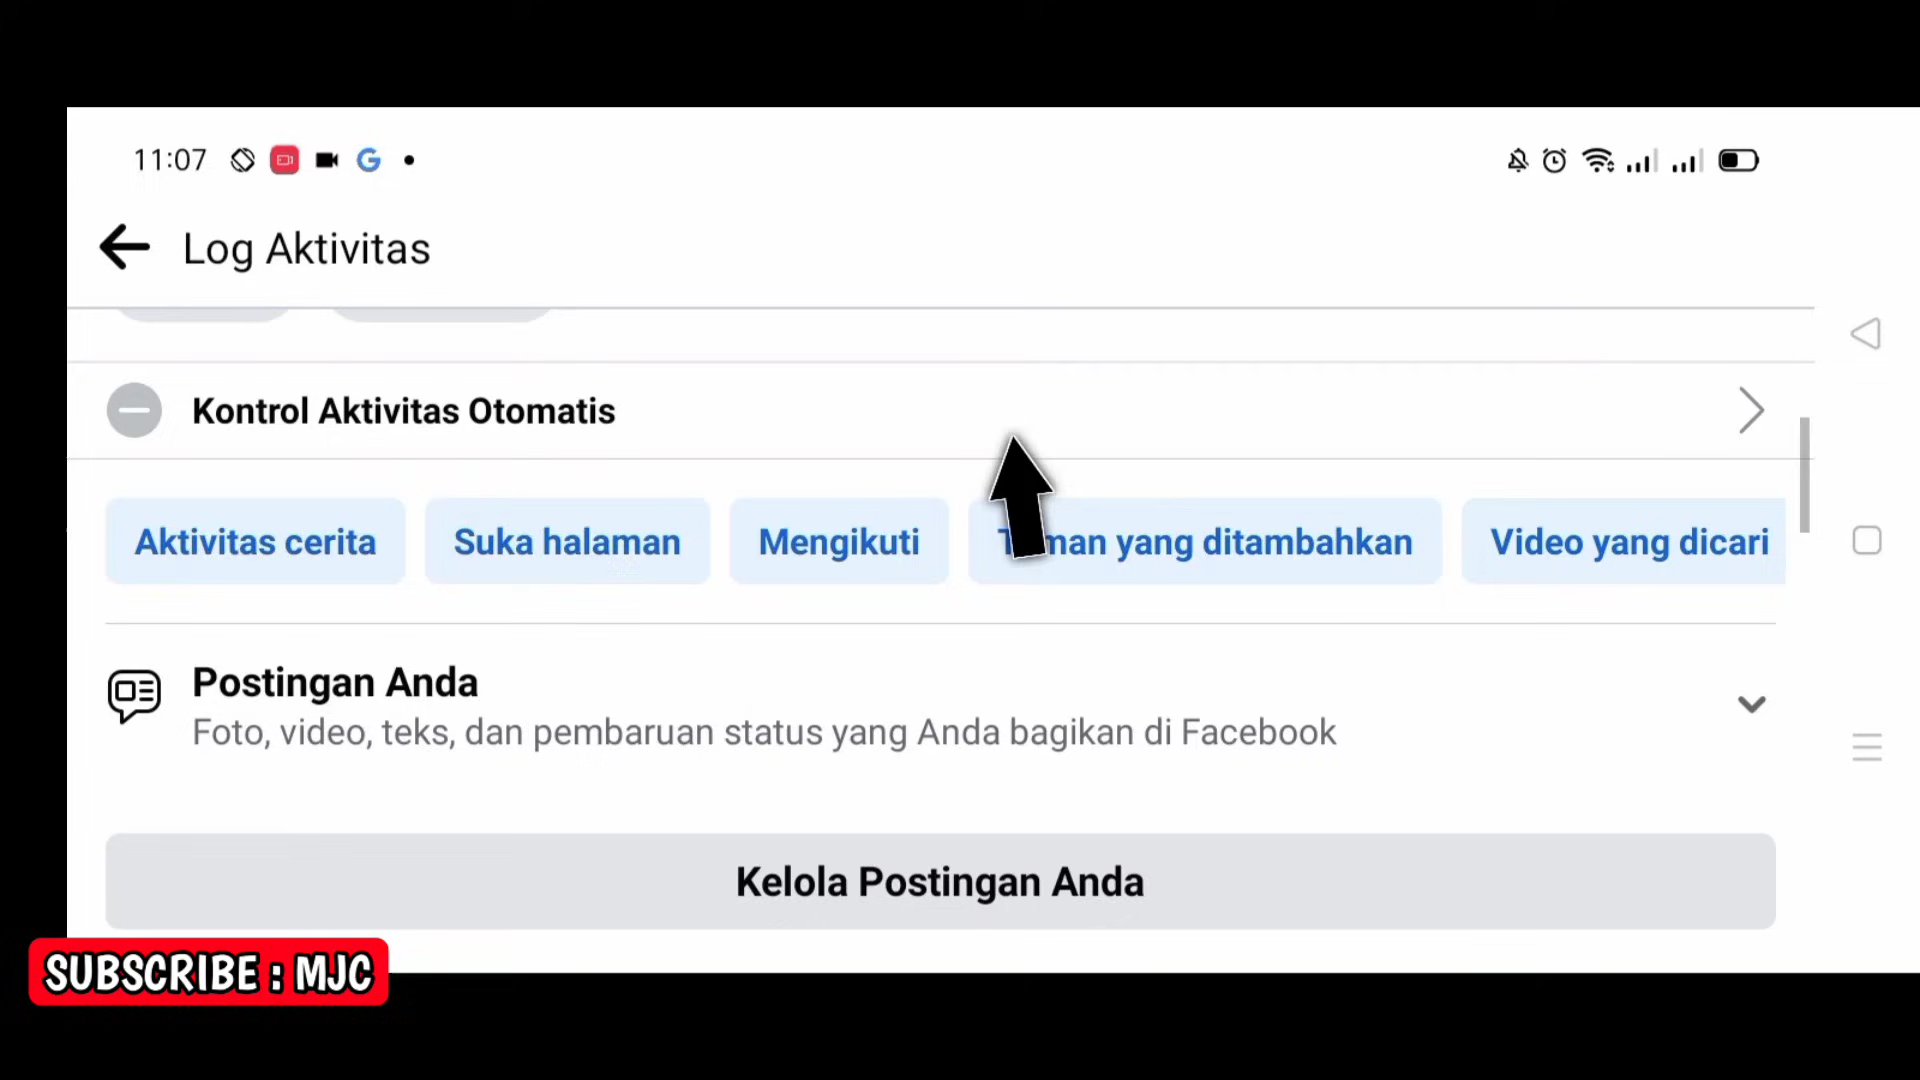 11:07
Log Aktivitas
Kontrol Aktivitas Otomatis
Aktivitas cerita
Suka halaman
Mengikuti
yang ditambahkan
Video yang dicari
Postingan Anda
Foto, video, teks, dan pembaruan status yang Anda bagikan di Facebook
Kelola Postingan Anda
SUBSCRIBE : MJC